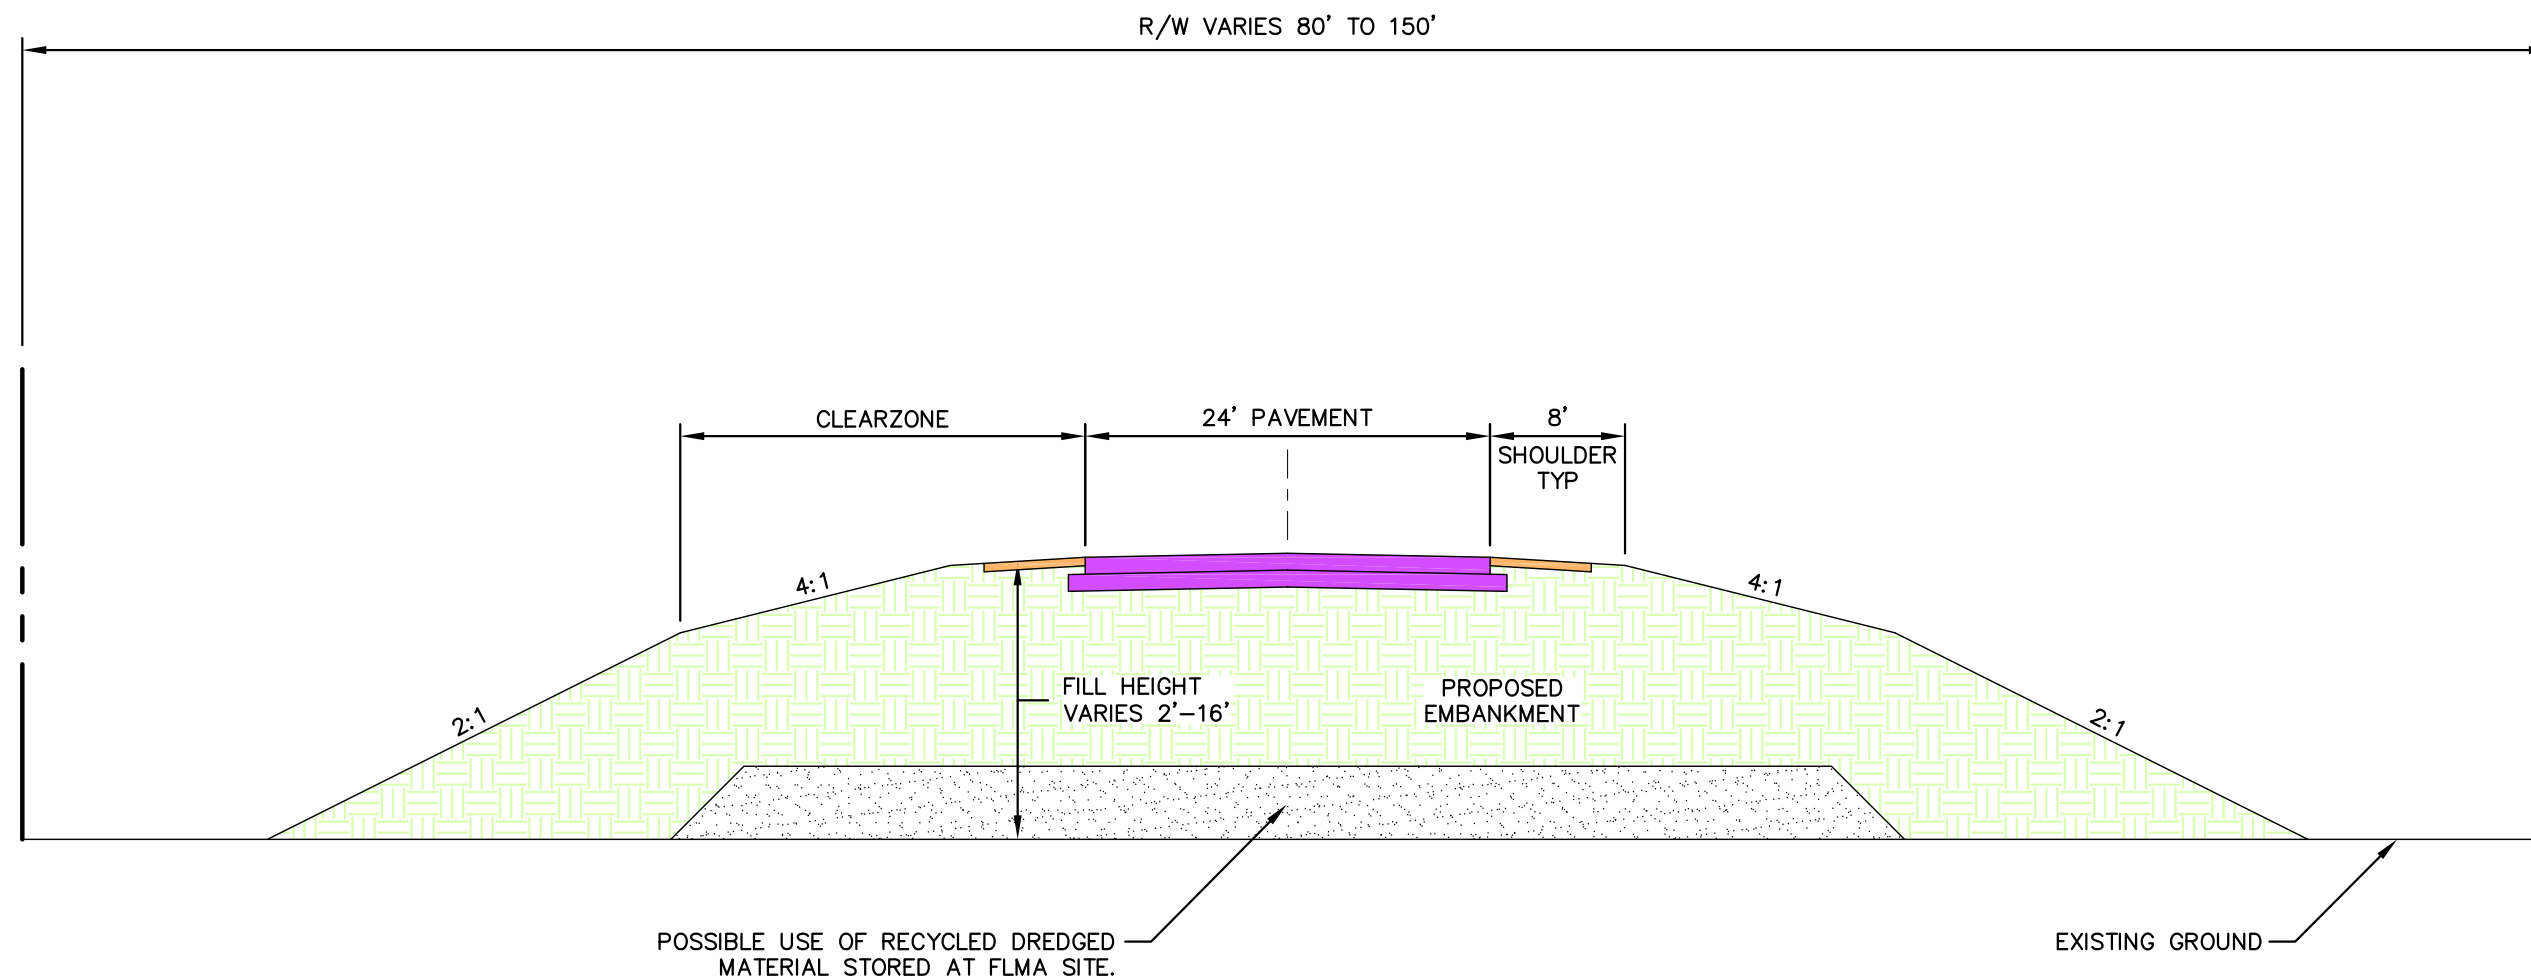 R/W VARIES 80' TO 150'
CLEARZONE
24' PAVEMENT
8'
SHOULDER
TYP
4:1
4:1
2:1
FILL HEIGHT
VARIES 2'-16'
PROPOSED
EMBANKMENT
2:1
POSSIBLE USE OF RECYCLED DREDGED
MATERIAL STORED AT FLMA SITE.
EXISTING GROUND